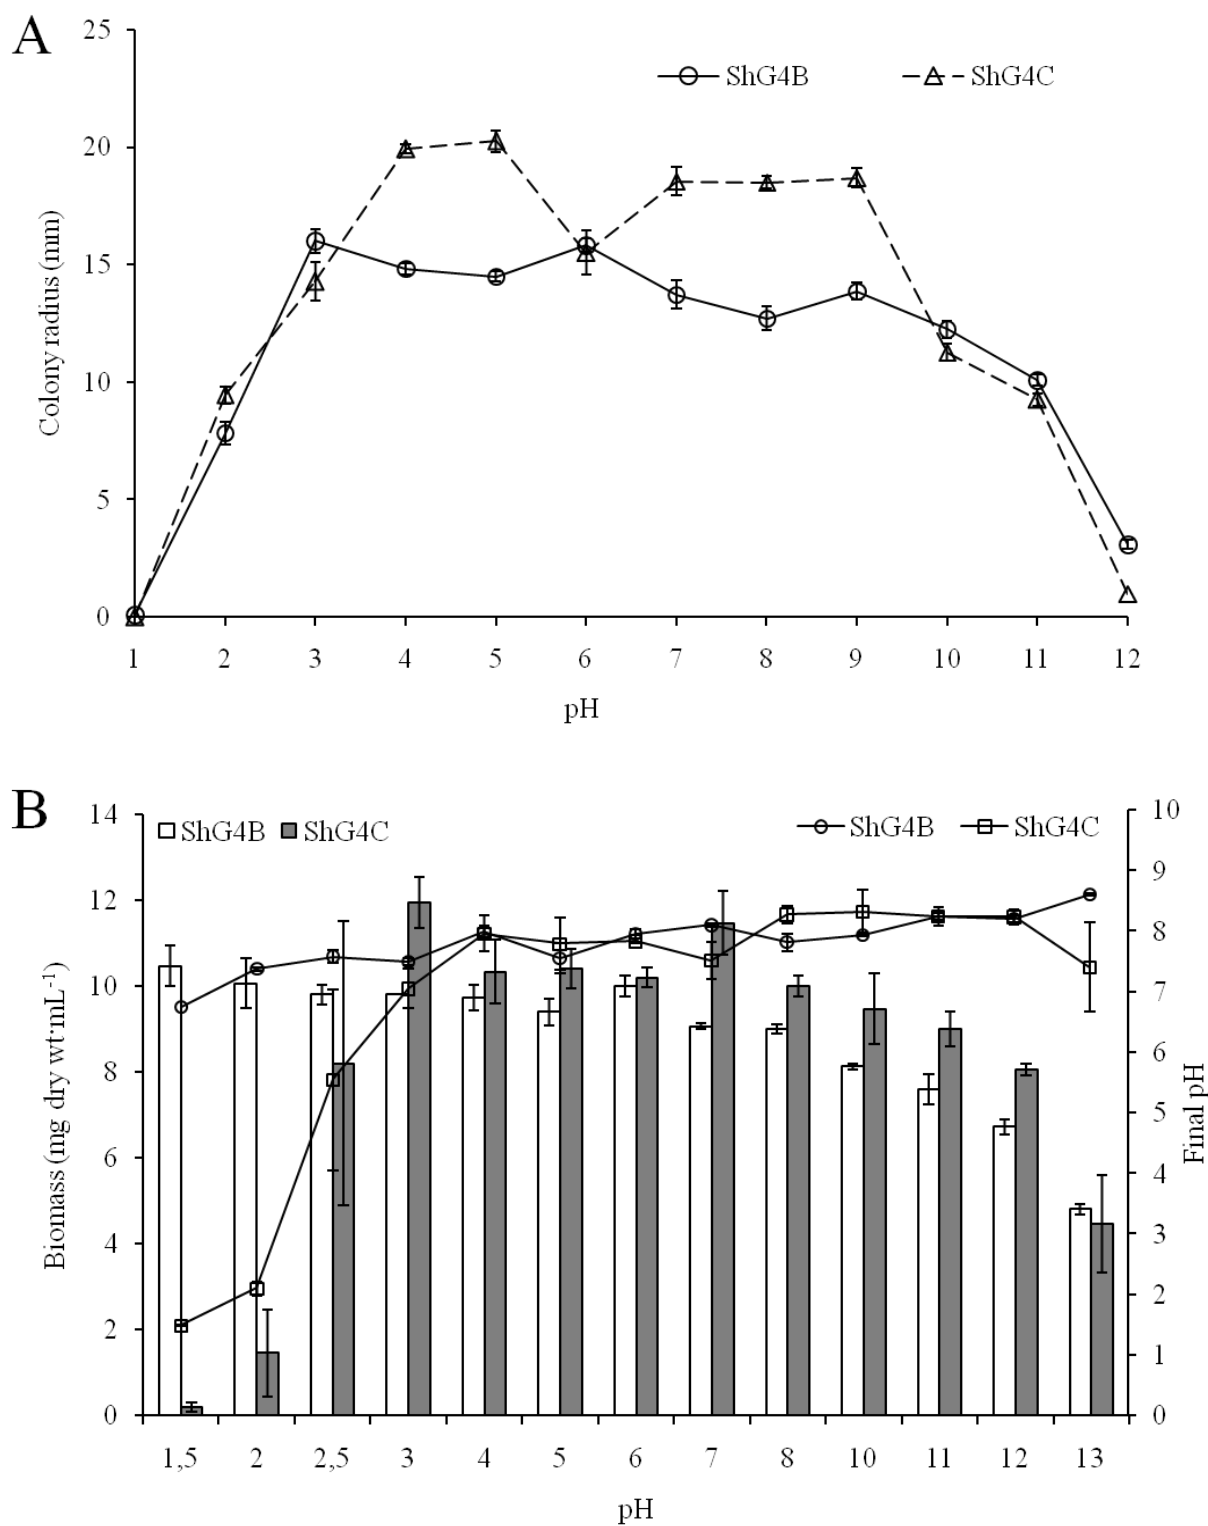 A
25
20
15
10
5
0
Colony radius (mm)
ShG4B
ShG4C
1 2 3 4 5 6 7 8 9 10 11 12
pH
B
14
12
10
8
6
4
2
0
Biomass (mg dry wt·mL⁻¹)
ShG4B ShG4C
ShG4B ShG4C
10
9
8
7
6
5
4
3
2
1
0
Final pH
1,5 2 2,5 3 4 5 6 7 8 10 11 12 13
pH